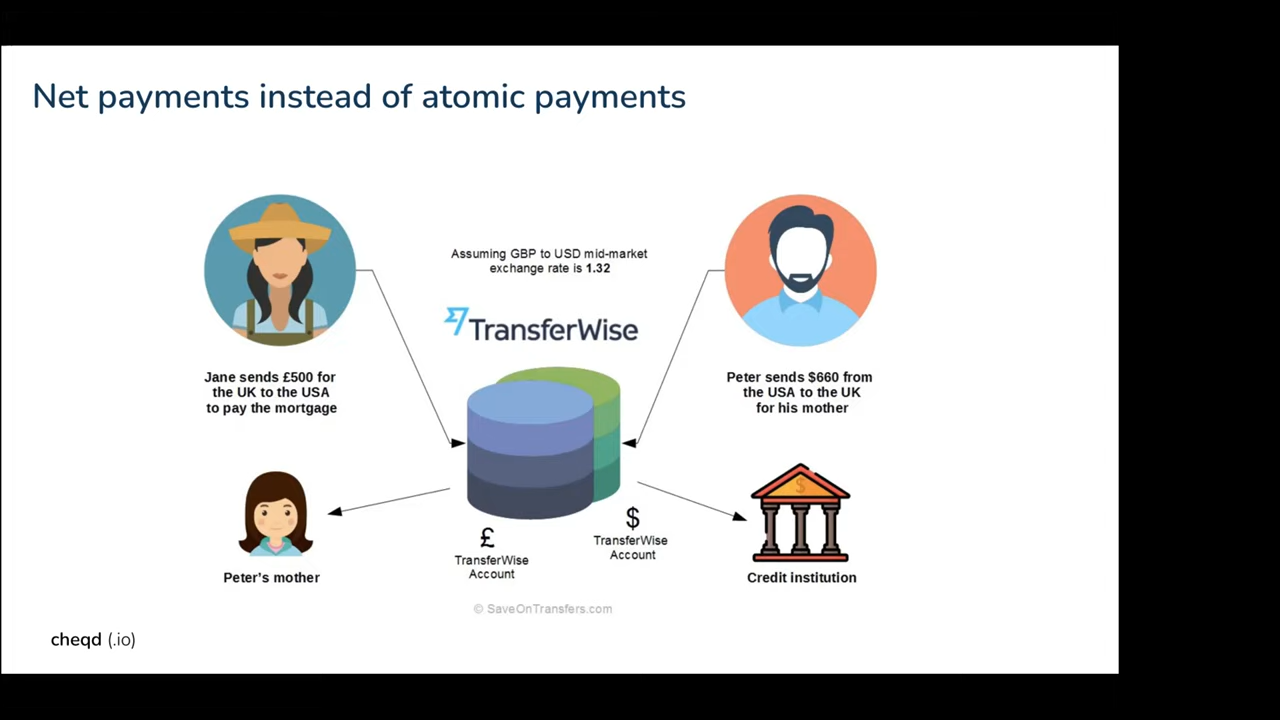 Net payments instead of atomic payments
Assuming GBP to USD mid-market
exchange rate is 1.32
TransferWise
Jane sends £500 for
the UK to the USA
to pay the mortgage
Peter sends $660 from
the USA to the UK
for his mother
£
TransferWise
Account
$
TransferWise
Account
Peter's mother
$
Credit institution
© SaveOnTransfers.com
cheqd (.io)